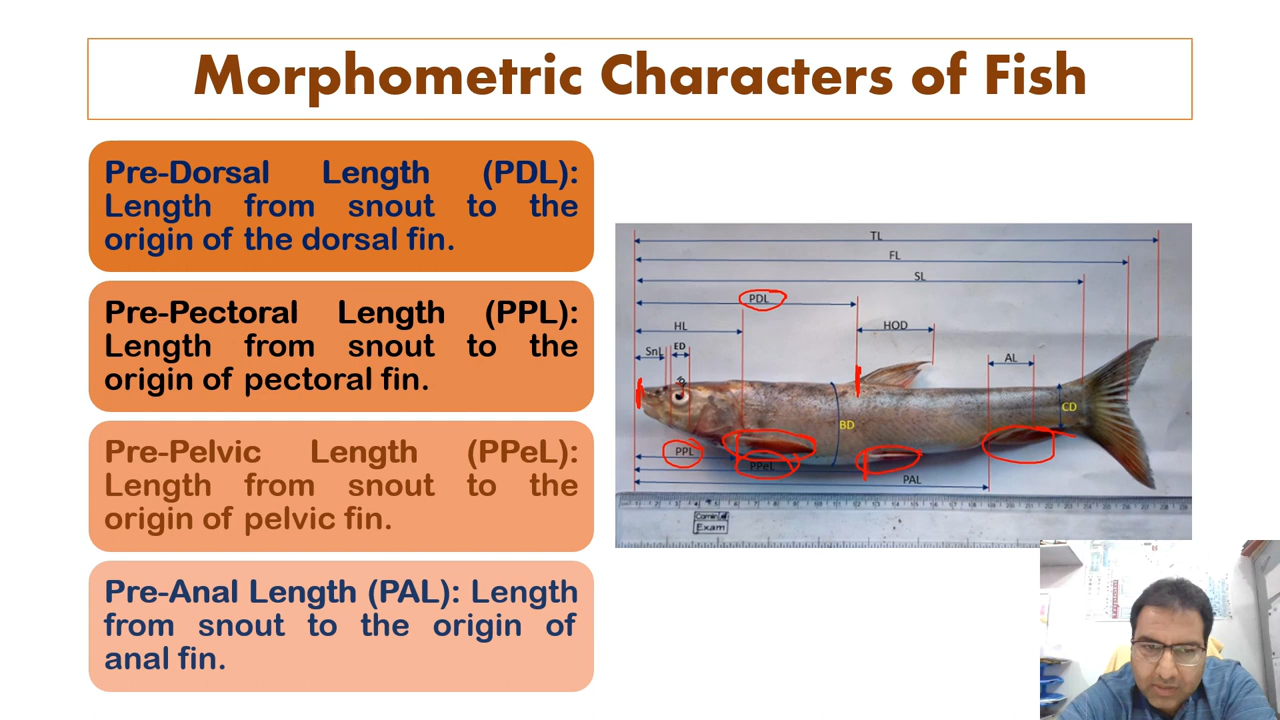 Morphometric Characters of Fish
Pre-Dorsal Length (PDL):
Length from snout to the
origin of the dorsal fin.
Pre-Pectoral Length (PPL):
Length from snout to the
origin of pectoral fin.
Pre-Pelvic Length (PPeL):
Length from snout to the
origin of pelvic fin.
Pre-Anal Length (PAL): Length
from snout to the origin of
anal fin.
TL
FL
SL
PDL
HL
HOD
SnL
ED
AL
BD
CD
PPL
PPeL
PAL
Exam